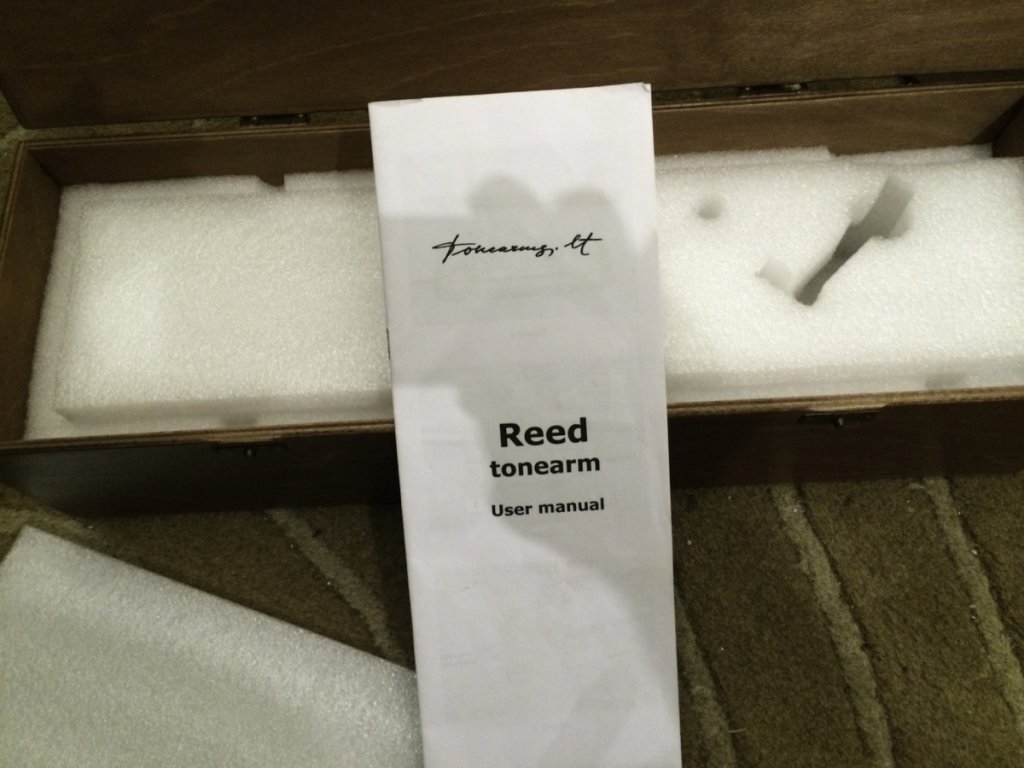 tonearms.lt
Reed
tonearm
User manual